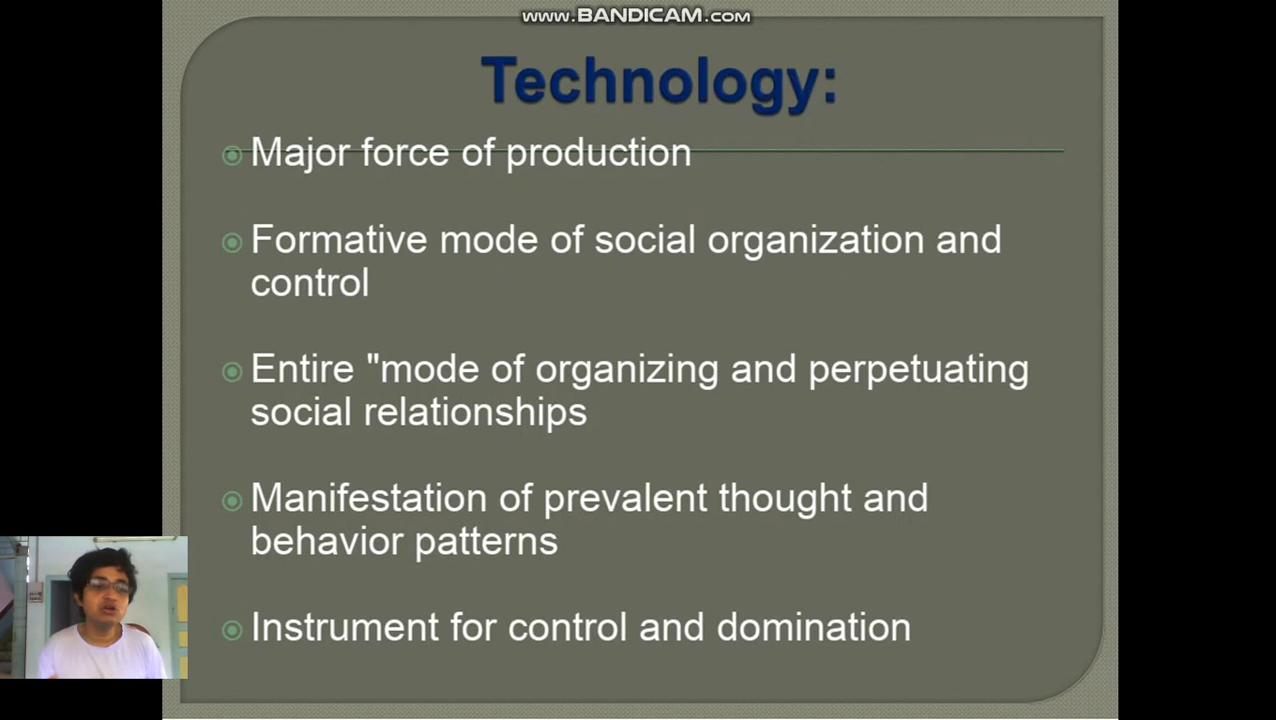 www.BANDICAM.com
Technology:
Major force of production
Formative mode of social organization and
control
Entire "mode of organizing and perpetuating
social relationships
Manifestation of prevalent thought and
behavior patterns
Instrument for control and domination